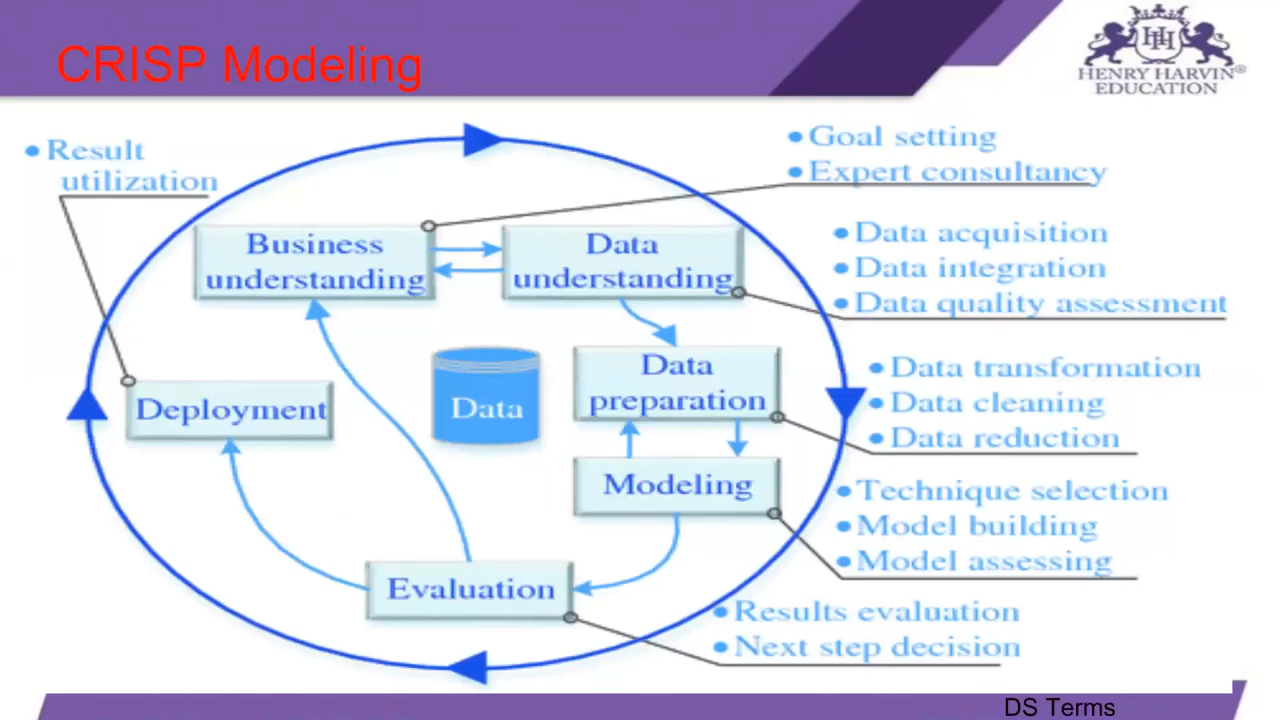 CRISP Modeling
HENRY HARVIN®
EDUCATION
• Result
utilization
• Goal setting
• Expert consultancy
Business
understanding
Data
understanding
• Data acquisition
• Data integration
• Data quality assessment
Data
preparation
• Data transformation
• Data cleaning
• Data reduction
Deployment
Data
Modeling
• Technique selection
• Model building
• Model assessing
Evaluation
• Results evaluation
• Next step decision
DS Terms